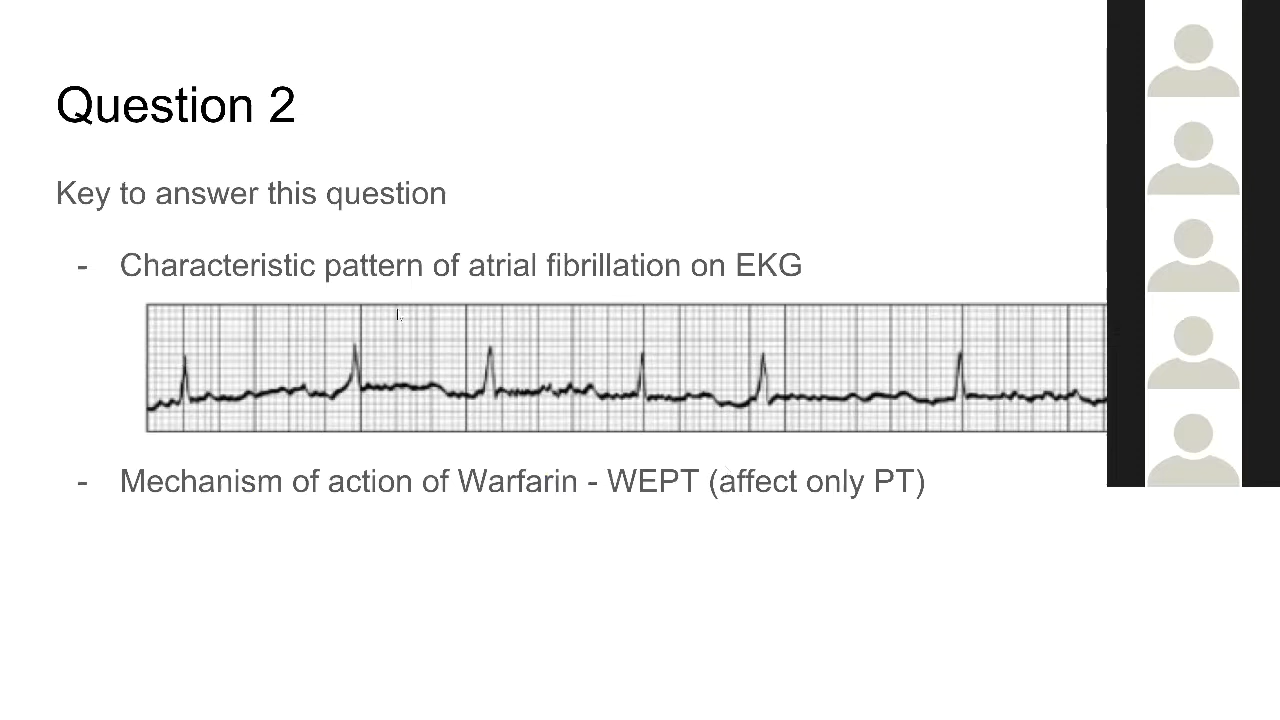 Question 2
Key to answer this question
- Characteristic pattern of atrial fibrillation on EKG
- Mechanism of action of Warfarin - WEPT (affect only PT)